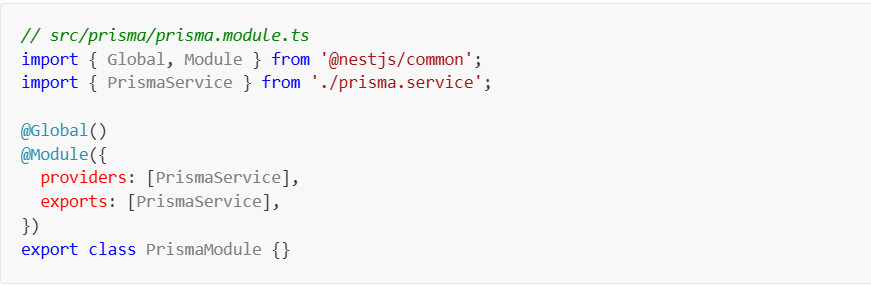 // src/prisma/prisma.module.ts
import { Global, Module } from '@nestjs/common';
import { PrismaService } from './prisma.service';

@Global()
@Module({
  providers: [PrismaService],
  exports: [PrismaService],
})
export class PrismaModule {}